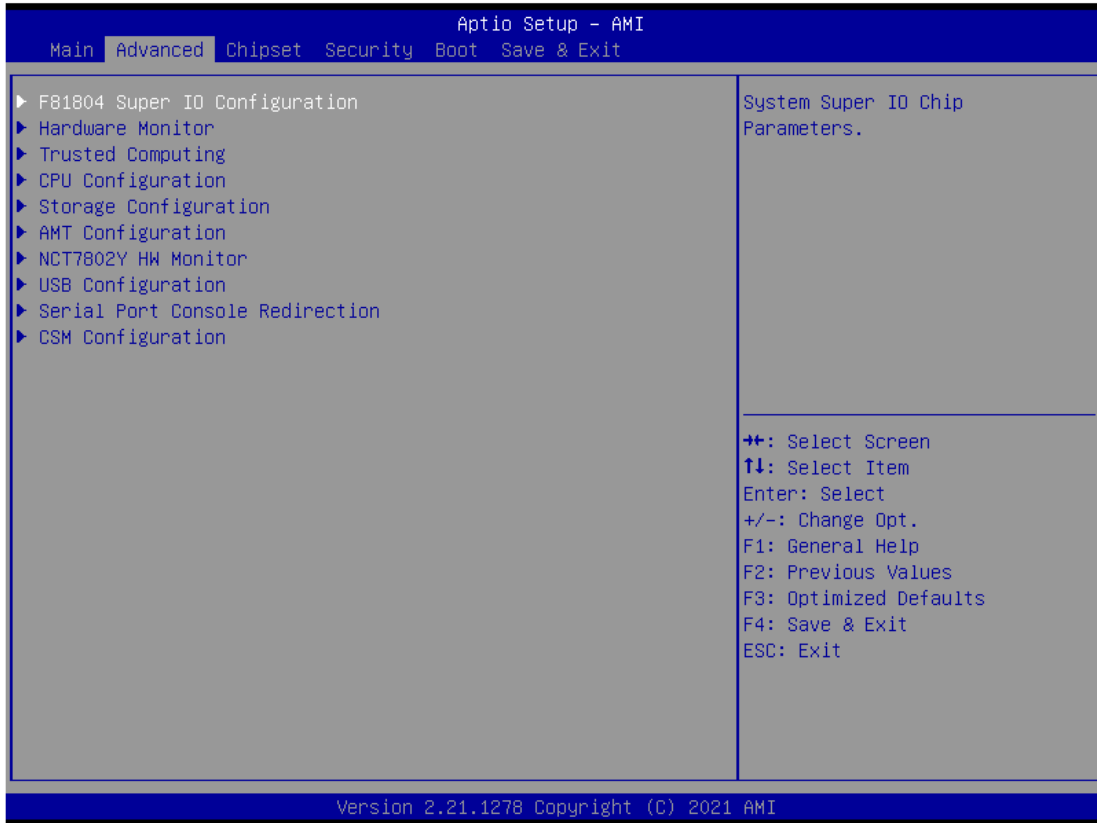 Aptio Setup - AMI
Main Advanced Chipset Security Boot Save & Exit
▶ F81804 Super IO Configuration
▶ Hardware Monitor
▶ Trusted Computing
▶ CPU Configuration
▶ Storage Configuration
▶ AMT Configuration
▶ NCT7802Y HW Monitor
▶ USB Configuration
▶ Serial Port Console Redirection
▶ CSM Configuration
System Super IO Chip
Parameters.
→←: Select Screen
↑↓: Select Item
Enter: Select
+/-: Change Opt.
F1: General Help
F2: Previous Values
F3: Optimized Defaults
F4: Save & Exit
ESC: Exit
Version 2.21.1278 Copyright (C) 2021 AMI